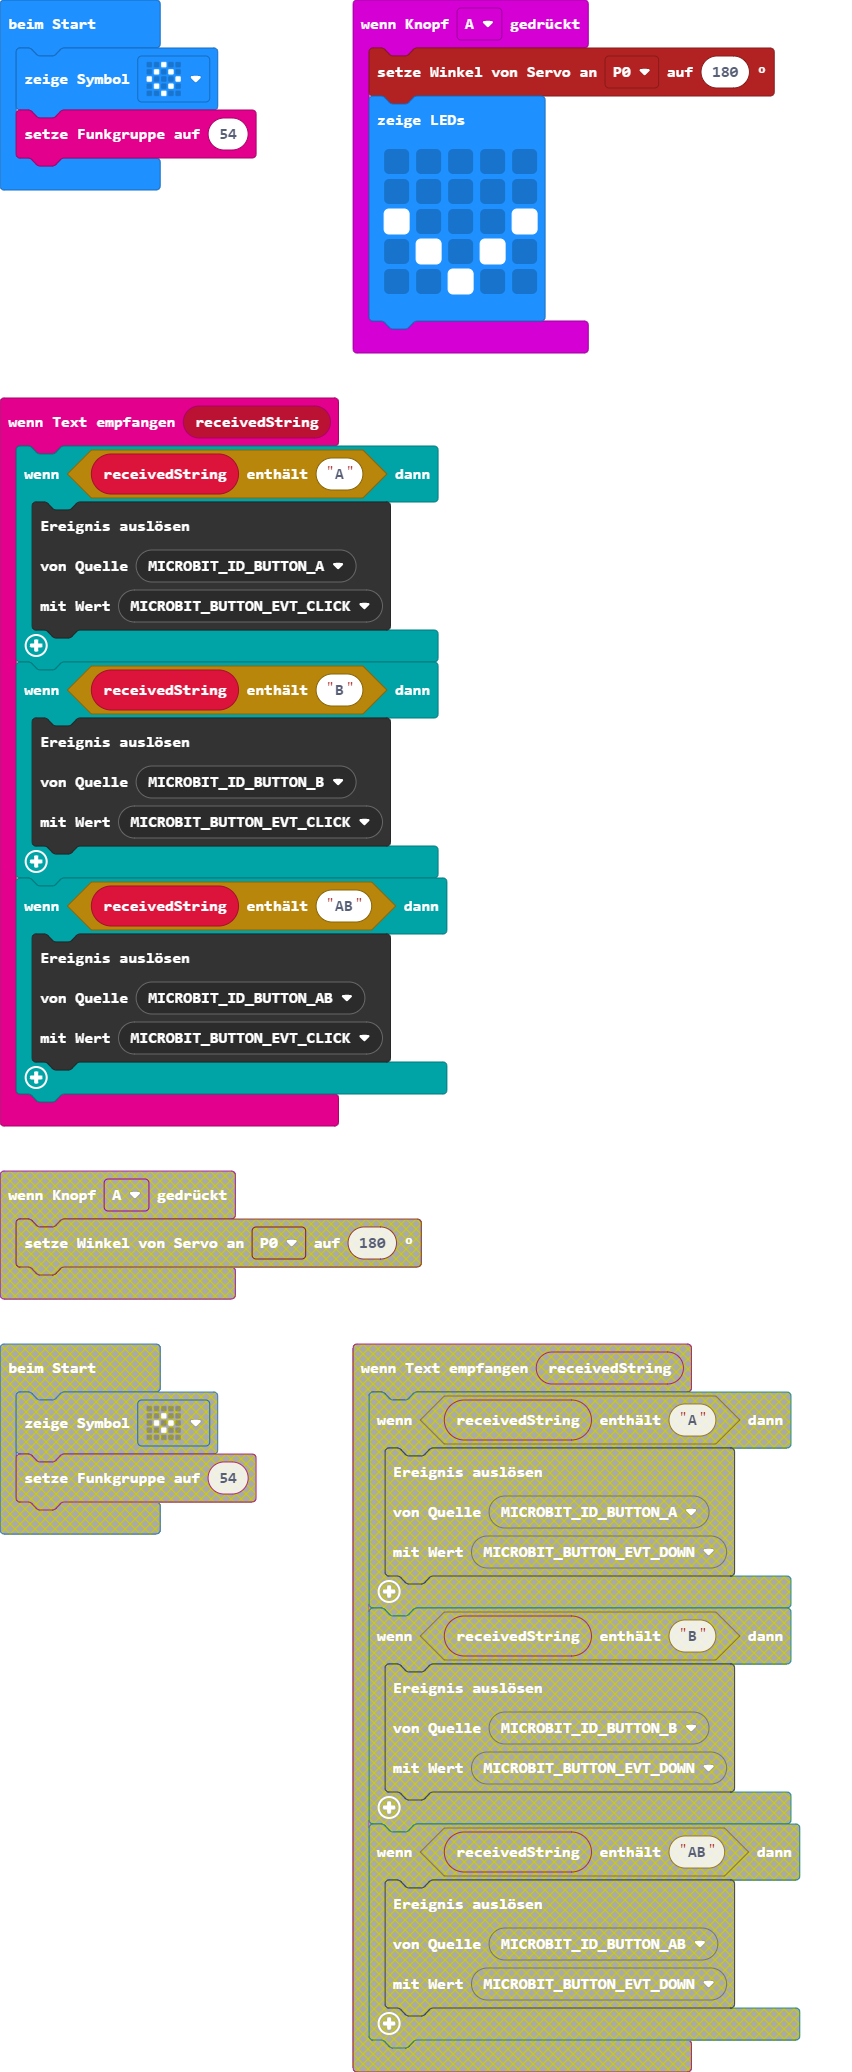 beim Start
zeige Symbol
setze Funkgruppe auf 54
wenn Knopf A gedrückt
setze Winkel von Servo an P0 auf 180 °
zeige LEDs
wenn Text empfangen receivedString
wenn receivedString enthält "A" dann
Ereignis auslösen
von Quelle MICROBIT_ID_BUTTON_A
mit Wert MICROBIT_BUTTON_EVT_CLICK
wenn receivedString enthält "B" dann
Ereignis auslösen
von Quelle MICROBIT_ID_BUTTON_B
mit Wert MICROBIT_BUTTON_EVT_CLICK
wenn receivedString enthält "AB" dann
Ereignis auslösen
von Quelle MICROBIT_ID_BUTTON_AB
mit Wert MICROBIT_BUTTON_EVT_CLICK
wenn Knopf A gedrückt
setze Winkel von Servo an P0 auf 180 °
beim Start
zeige Symbol
setze Funkgruppe auf 54
wenn Text empfangen receivedString
wenn receivedString enthält "A" dann
Ereignis auslösen
von Quelle MICROBIT_ID_BUTTON_A
mit Wert MICROBIT_BUTTON_EVT_DOWN
wenn receivedString enthält "B" dann
Ereignis auslösen
von Quelle MICROBIT_ID_BUTTON_B
mit Wert MICROBIT_BUTTON_EVT_DOWN
wenn receivedString enthält "AB" dann
Ereignis auslösen
von Quelle MICROBIT_ID_BUTTON_AB
mit Wert MICROBIT_BUTTON_EVT_DOWN